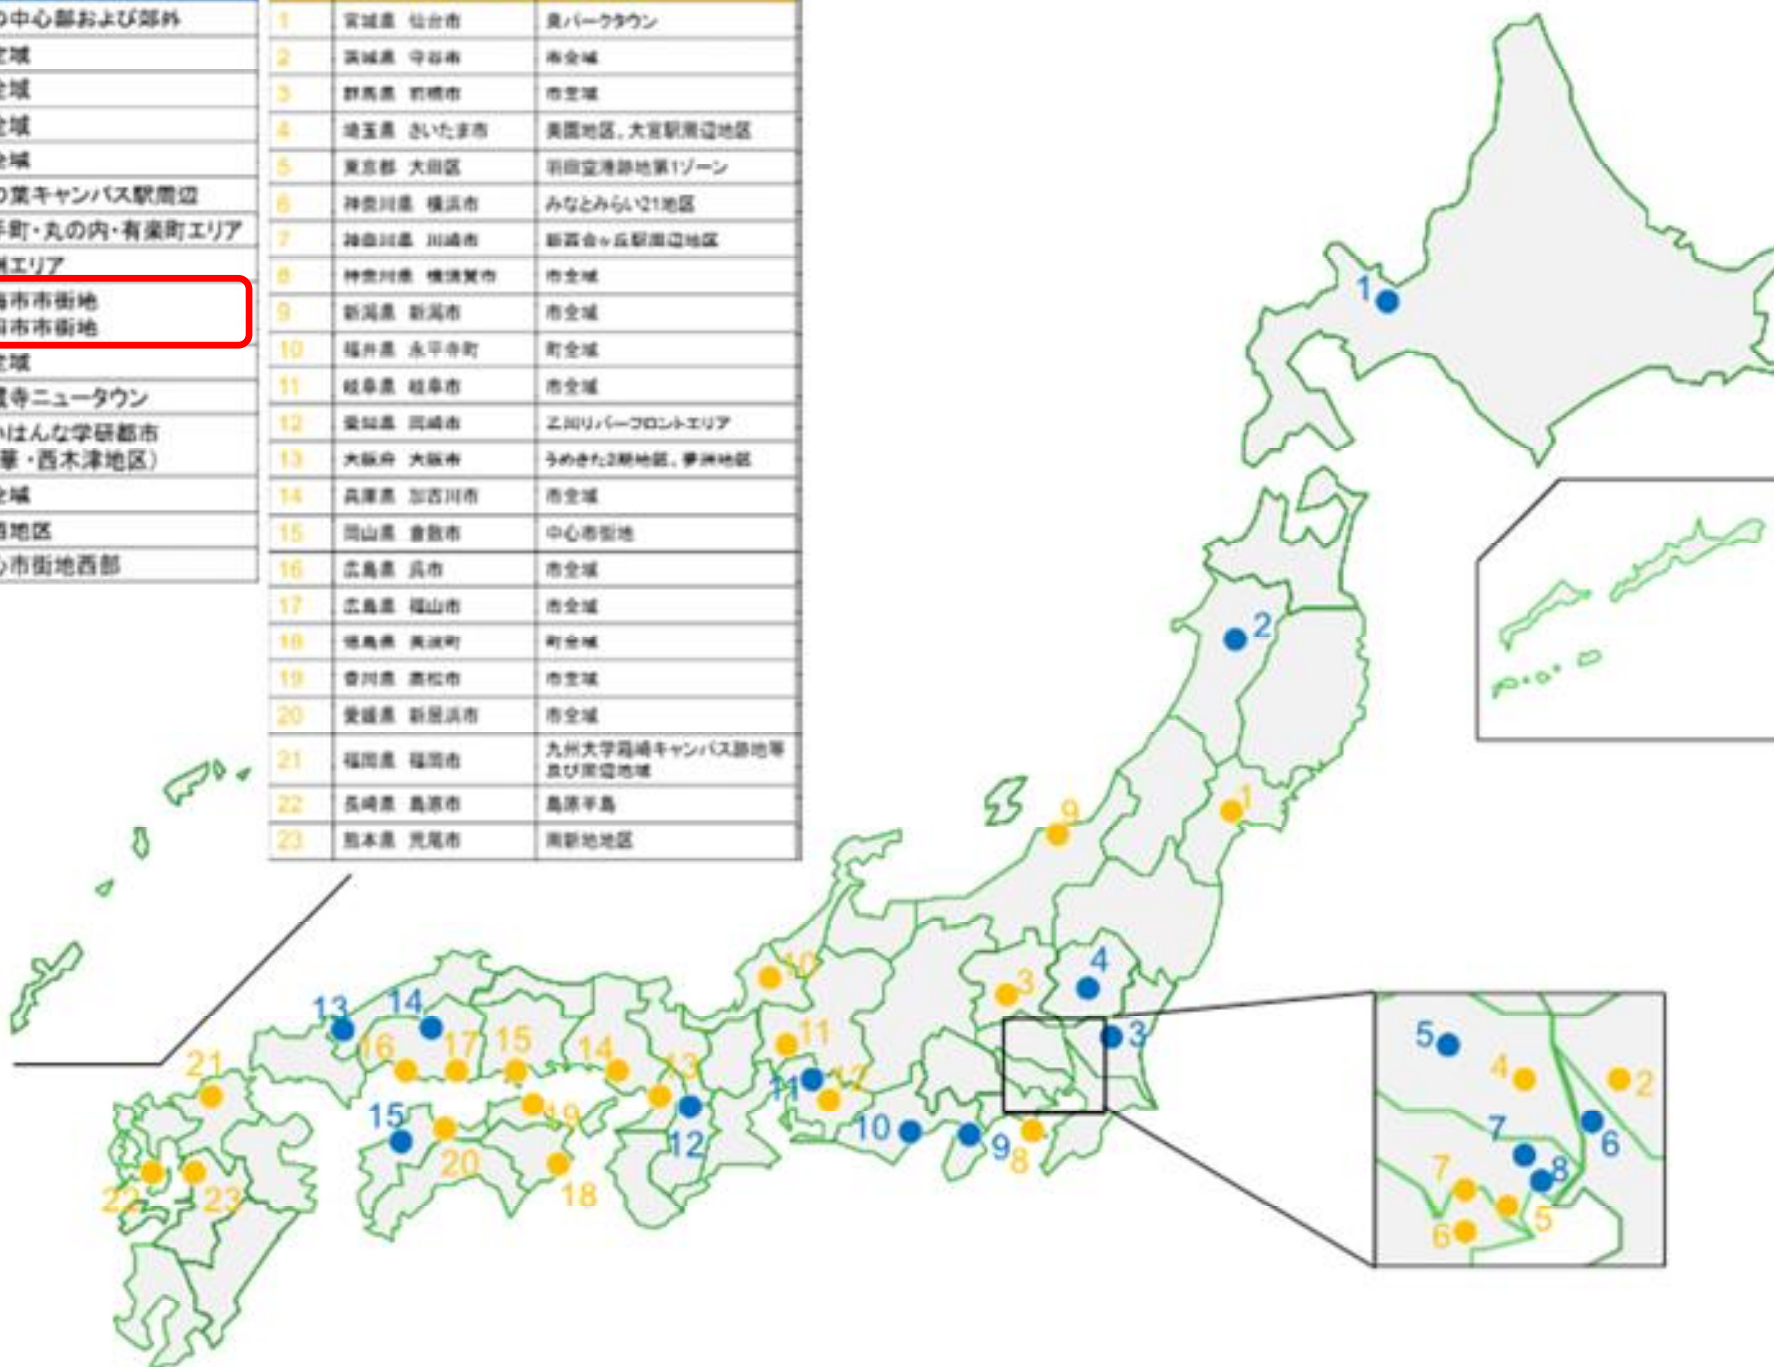 の中心部および郊外
全域
全域
全域
全域
の葉キャンパス駅周辺
手町・丸の内・有楽町エリア
エリア
海市市街地
市市街地
全域
蔵寺ニュータウン
いはんな学研都市
華・西木津地区）
全域
地区
心市街地西部
1 宮城県 仙台市 泉パークタウン
2 茨城県 守谷市 市全域
3 群馬県 前橋市 市全域
4 埼玉県 さいたま市 美園地区、大宮駅周辺地区
5 東京都 大田区 羽田空港跡地第1ゾーン
6 神奈川県 横浜市 みなとみらい21地区
7 神奈川県 川崎市 新百合ヶ丘駅周辺地区
8 神奈川県 横須賀市 市全域
9 新潟県 新潟市 市全域
10 福井県 永平寺町 町全域
11 岐阜県 岐阜市 市全域
12 愛知県 岡崎市 乙川リバーフロントエリア
13 大阪府 大阪市 うめきた2期地区、夢洲地区
14 兵庫県 加古川市 市全域
15 岡山県 倉敷市 中心市街地
16 広島県 呉市 市全域
17 広島県 福山市 市全域
18 徳島県 美波町 町全域
19 香川県 高松市 市全域
20 愛媛県 新居浜市 市全域
21 福岡県 福岡市 九州大学箱崎キャンパス跡地等
及び周辺地域
22 長崎県 島原市 島原半島
23 熊本県 荒尾市 南新地地区
1
2
1
9
10
4
3
3
13
14
11
16
17
15
14
13
11
12
21
15
19
12
10
9
8
20
18
22
23
5
4
2
7
6
8
7
5
6